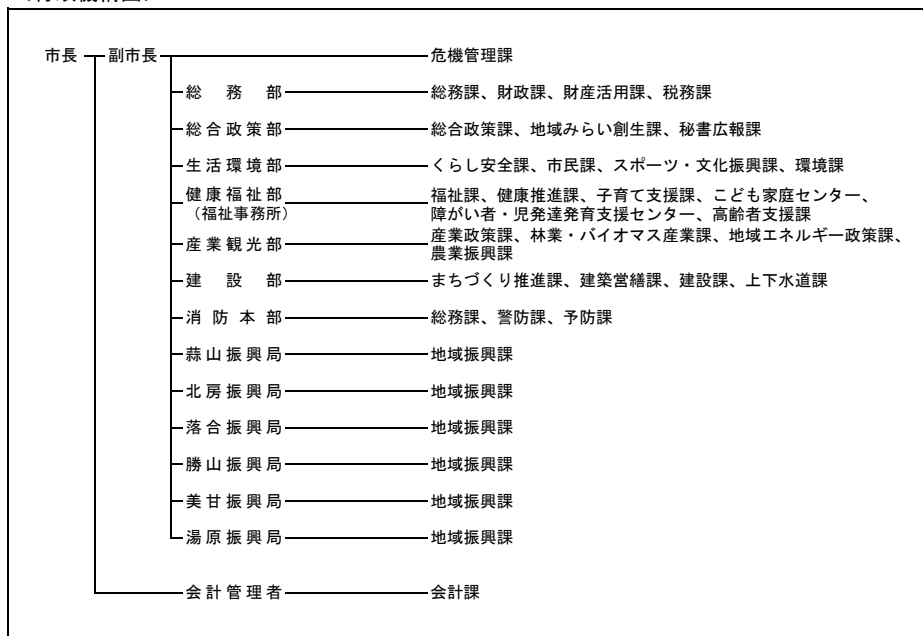 市長 副市長 危機管理課
総務部 総務課、財政課、財産活用課、税務課
総合政策部 総合政策課、地域みらい創生課、秘書広報課
生活環境部 くらし安全課、市民課、スポーツ・文化振興課、環境課
健康福祉部 福祉課、健康推進課、子育て支援課、こども家庭センター、
（福祉事務所） 障がい者・児発達発育支援センター、高齢者支援課
産業観光部 産業政策課、林業・バイオマス産業課、地域エネルギー政策課、
農業振興課
建設部 まちづくり推進課、建築営繕課、建設課、上下水道課
消防本部 総務課、警防課、予防課
蒜山振興局 地域振興課
北房振興局 地域振興課
落合振興局 地域振興課
勝山振興局 地域振興課
美甘振興局 地域振興課
湯原振興局 地域振興課
会計管理者 会計課